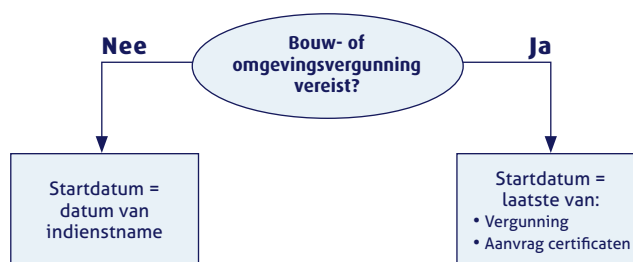 Nee
Bouw- of
omgevingsvergunning
vereist?
Ja
Startdatum =
datum van
indienstname
Startdatum =
laatste van:
• Vergunning
• Aanvrag certificaten